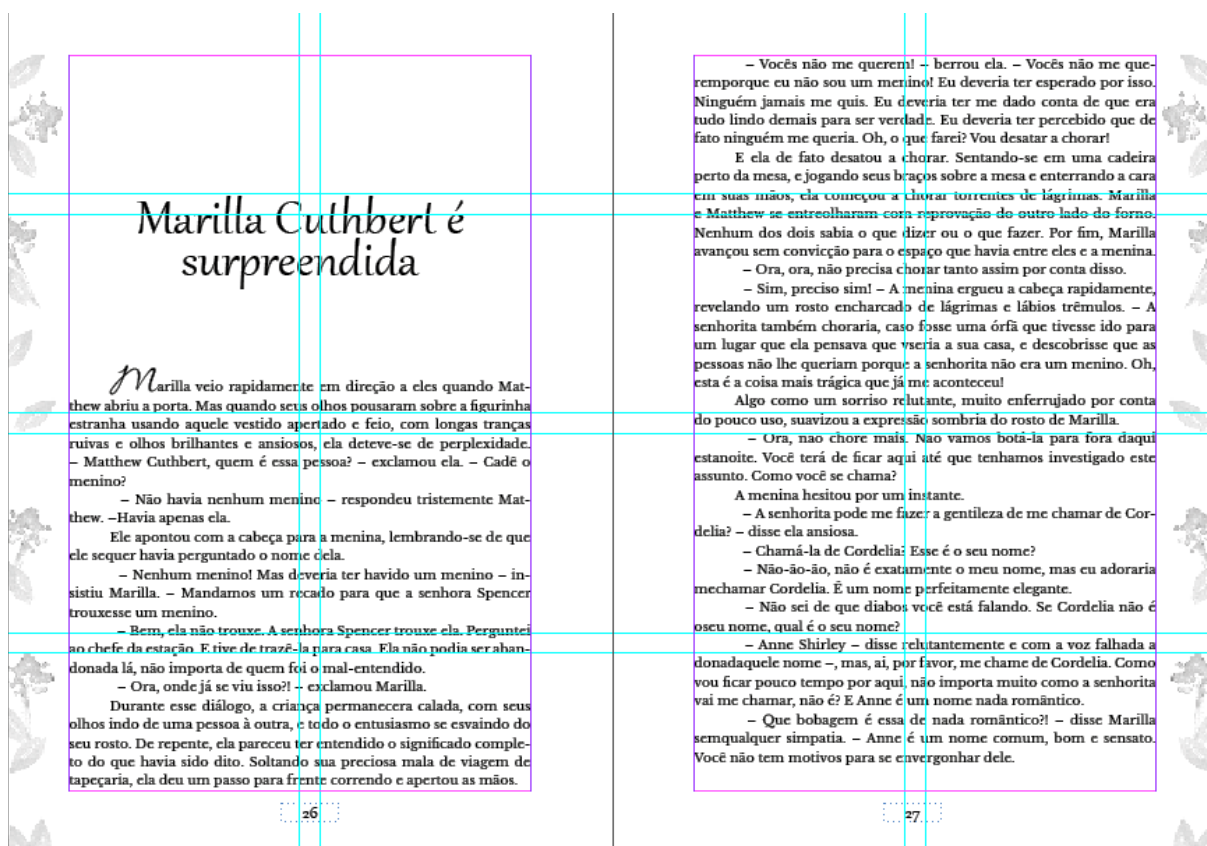 Marilla Cuthbert é
surpreendida
Marilla veio rapidamente em direção a eles quando Mat-
thew abriu a porta. Mas quando seus olhos pousaram sobre a figurinha
estranha usando aquele vestido apertado e feio, com longas tranças
ruivas e olhos brilhantes e ansiosos, ela deteve-se de perplexidade.
– Matthew Cuthbert, quem é essa pessoa? – exclamou ela. – Cadê o
menino?
– Não havia nenhum menino – respondeu tristemente Mat-
thew. –Havia apenas ela.
Ele apontou com a cabeça para a menina, lembrando-se de que
ele sequer havia perguntado o nome dela.
– Nenhum menino! Mas deveria ter havido um menino – in-
sistiu Marilla. – Mandamos um recado para que a senhora Spencer
trouxesse um menino.
– Bem, ela não trouxe. A senhora Spencer trouxe ela. Perguntei
ao chefe da estação. E tive de trazê-la para casa. Ela não podia ser aban-
donada lá, não importa de quem foi o mal-entendido.
– Ora, onde já se viu isso?! – exclamou Marilla.
Durante esse diálogo, a criança permanecera calada, com seus
olhos indo de uma pessoa à outra, e todo o entusiasmo se esvaindo do
seu rosto. De repente, ela pareceu ter entendido o significado comple-
to do que havia sido dito. Soltando sua preciosa mala de viagem de
tapeçaria, ela deu um passo para frente correndo e apertou as mãos.
26
– Vocês não me querem! – berrou ela. – Vocês não me que-
remporque eu não sou um menino! Eu deveria ter esperado por isso.
Ninguém jamais me quis. Eu deveria ter me dado conta de que era
tudo lindo demais para ser verdade. Eu deveria ter percebido que de
fato ninguém me queria. Oh, o que farei? Vou desatar a chorar!
E ela de fato desatou a chorar. Sentando-se em uma cadeira
perto da mesa, e jogando seus braços sobre a mesa e enterrando a cara
em suas mãos, ela começou a chorar torrentes de lágrimas. Marilla
e Matthew se entreolharam com reprovação do outro lado do forno.
Nenhum dos dois sabia o que dizer ou o que fazer. Por fim, Marilla
avançou sem convicção para o espaço que havia entre eles e a menina.
– Ora, ora, não precisa chorar tanto assim por conta disso.
– Sim, preciso sim! – A menina ergueu a cabeça rapidamente,
revelando um rosto encharcado de lágrimas e lábios trêmulos. – A
senhorita também choraria, caso fosse uma órfã que tivesse ido para
um lugar que ela pensava que vseria a sua casa, e descobrisse que as
pessoas não lhe queriam porque a senhorita não era um menino. Oh,
esta é a coisa mais trágica que já me aconteceu!
Algo como um sorriso relutante, muito enferrujado por conta
do pouco uso, suavizou a expressão sombria do rosto de Marilla.
– Ora, não chore mais. Não vamos botá-la para fora daqui
estanoite. Você terá de ficar aqui até que tenhamos investigado este
assunto. Como você se chama?
A menina hesitou por um instante.
– A senhorita pode me fazer a gentileza de me chamar de Cor-
delia? – disse ela ansiosa.
– Chamá-la de Cordelia? Esse é o seu nome?
– Não-ão-ão, não é exatamente o meu nome, mas eu adoraria
mechamar Cordelia. É um nome perfeitamente elegante.
– Não sei de que diabos você está falando. Se Cordelia não é
oseu nome, qual é o seu nome?
– Anne Shirley – disse relutantemente e com a voz falhada a
donadaquele nome –, mas, ai, por favor, me chame de Cordelia. Como
vou ficar pouco tempo por aqui, não importa muito como a senhorita
vai me chamar, não é? E Anne é um nome nada romântico.
– Que bobagem é essa de nada romântico?! – disse Marilla
semqualquer simpatia. – Anne é um nome comum, bom e sensato.
Você não tem motivos para se envergonhar dele.
27